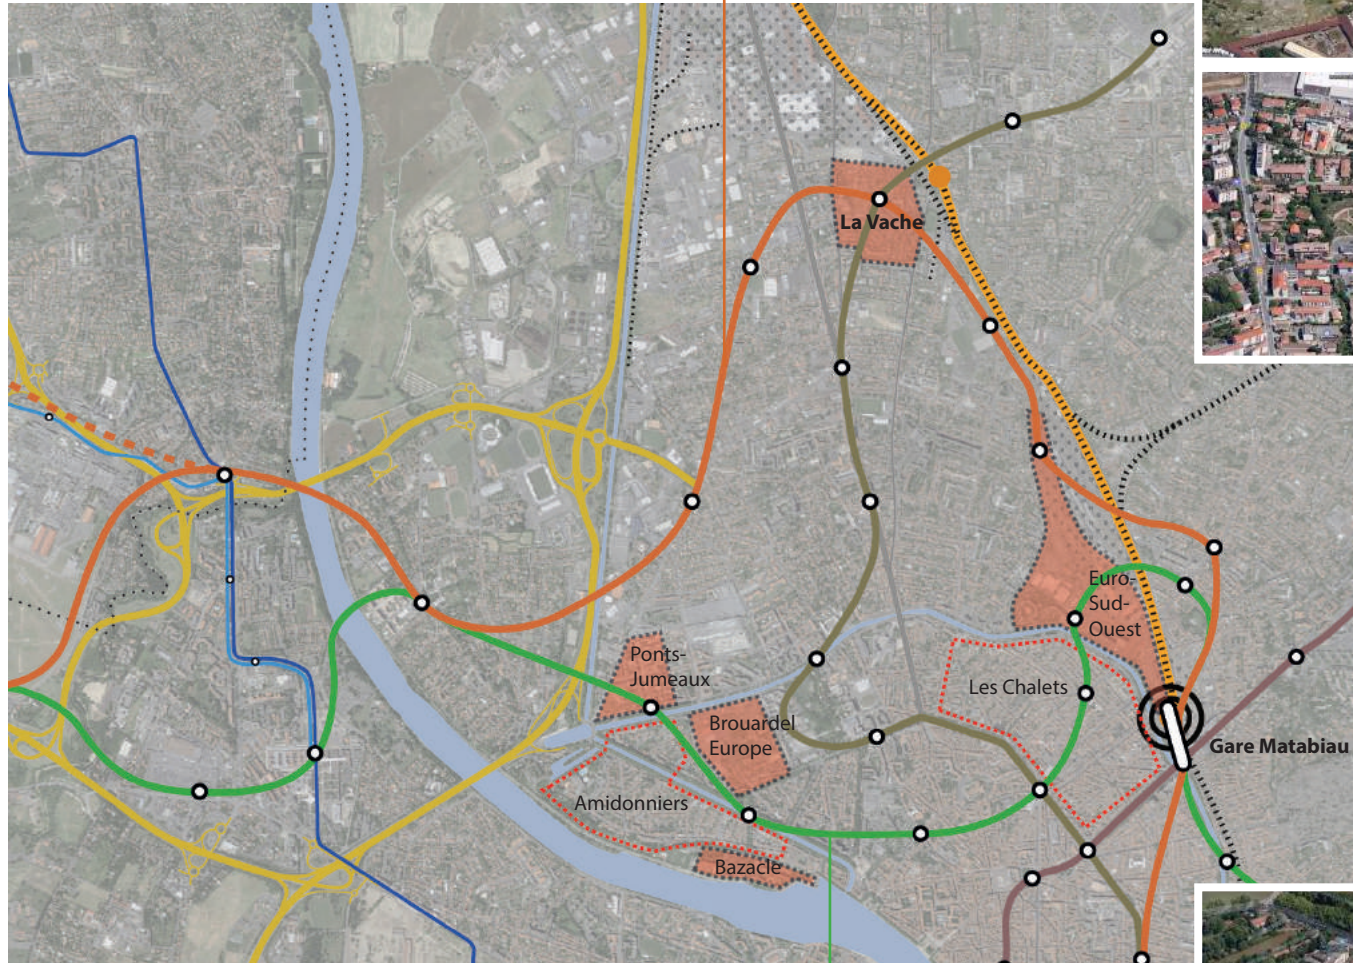 La Vache
Euro-
Sud-
Ouest
Ponts-
Jumeaux
Les Chalets
Brouardel
Europe
Gare Matabiau
Amidonniers
Bazacle